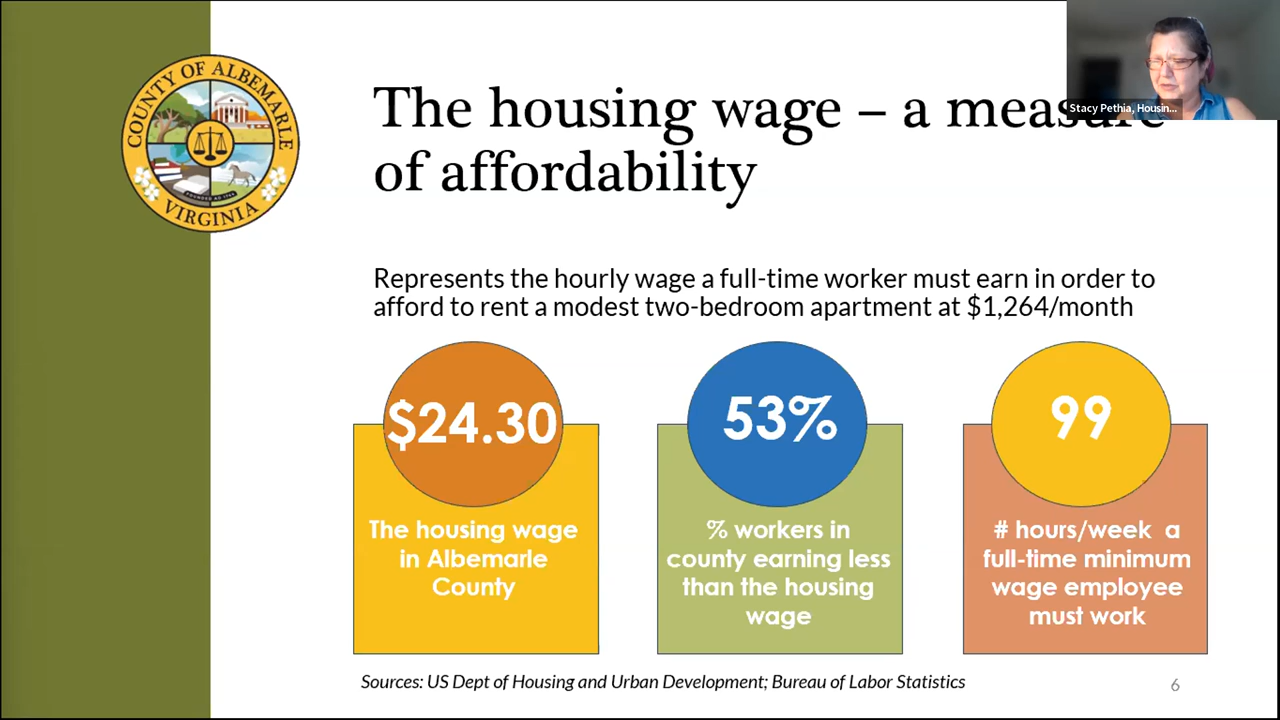 COUNTY OF ALBEMARLE
VIRGINIA
The housing wage – a measure
of affordability
Stacy Pethia, Housin...
Represents the hourly wage a full-time worker must earn in order to
afford to rent a modest two-bedroom apartment at $1,264/month
$24.30
The housing wage
in Albemarle
County
53%
% workers in
county earning less
than the housing
wage
99
# hours/week a
full-time minimum
wage employee
must work
Sources: US Dept of Housing and Urban Development; Bureau of Labor Statistics
6